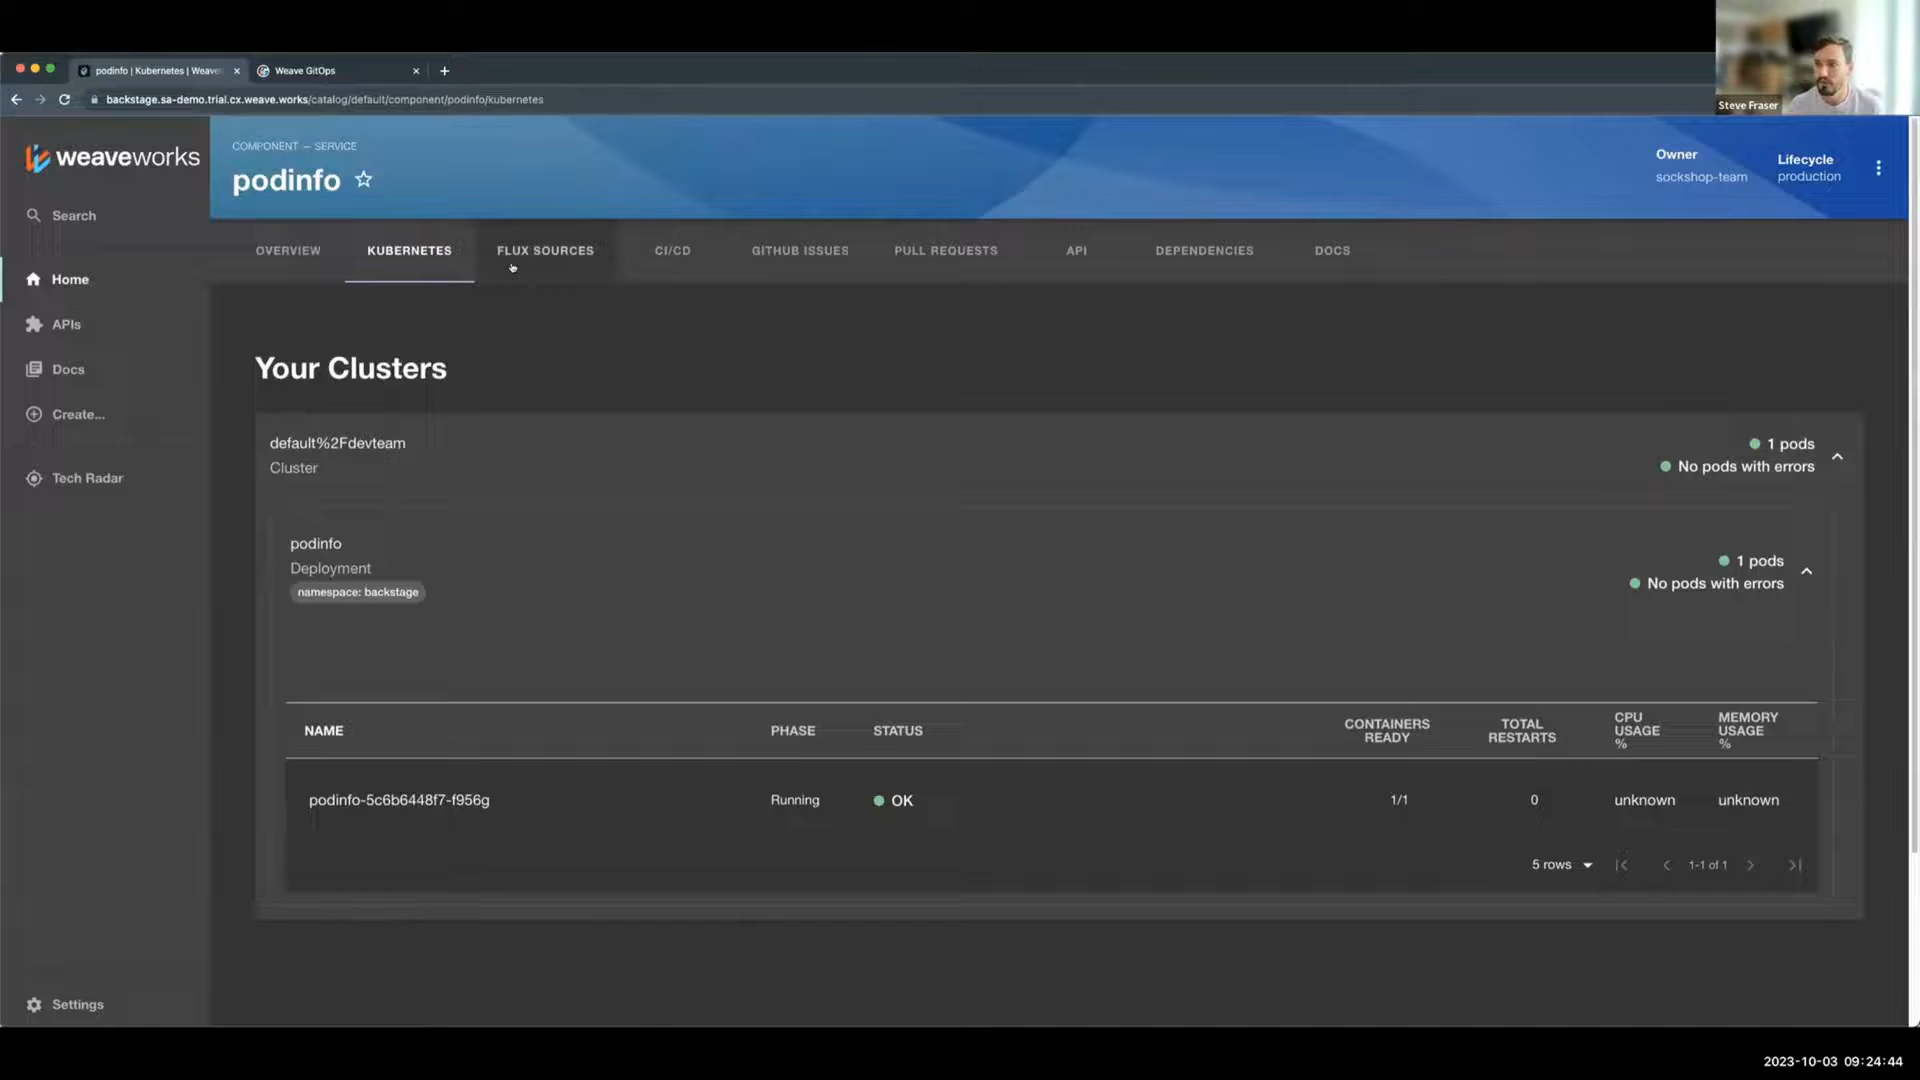 podinfo | Kubernetes | Weave
Weave GitOps
backstage.sa-demo.trial.cx.weave.works/catalog/default/component/podinfo/kubernetes
Steve Fraser
weaveworks
Search
Home
APIs
Docs
Create...
Tech Radar
Settings
COMPONENT — SERVICE
podinfo
Owner
sockshop-team
Lifecycle
production
OVERVIEW
KUBERNETES
FLUX SOURCES
CI/CD
GITHUB ISSUES
PULL REQUESTS
API
DEPENDENCIES
DOCS
Your Clusters
default%2Fdevteam
Cluster
1 pods
No pods with errors
podinfo
Deployment
namespace: backstage
1 pods
No pods with errors
NAME
PHASE
STATUS
CONTAINERS
READY
TOTAL
RESTARTS
CPU
USAGE
%
MEMORY
USAGE
%
podinfo-5c6b6448f7-f956g
Running
OK
1/1
0
unknown
unknown
5 rows
1-1 of 1
2023-10-03 09:24:44